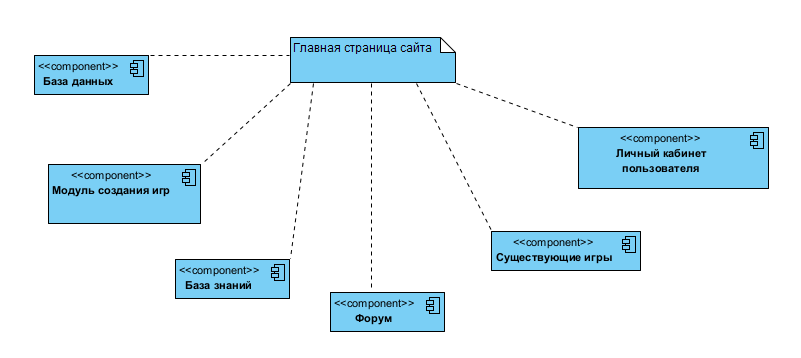 Главная страница сайта
<<component>>
База данных
<<component>>
Личный кабинет
пользователя
<<component>>
Модуль создания игр
<<component>>
Существующие игры
<<component>>
База знаний
<<component>>
Форум